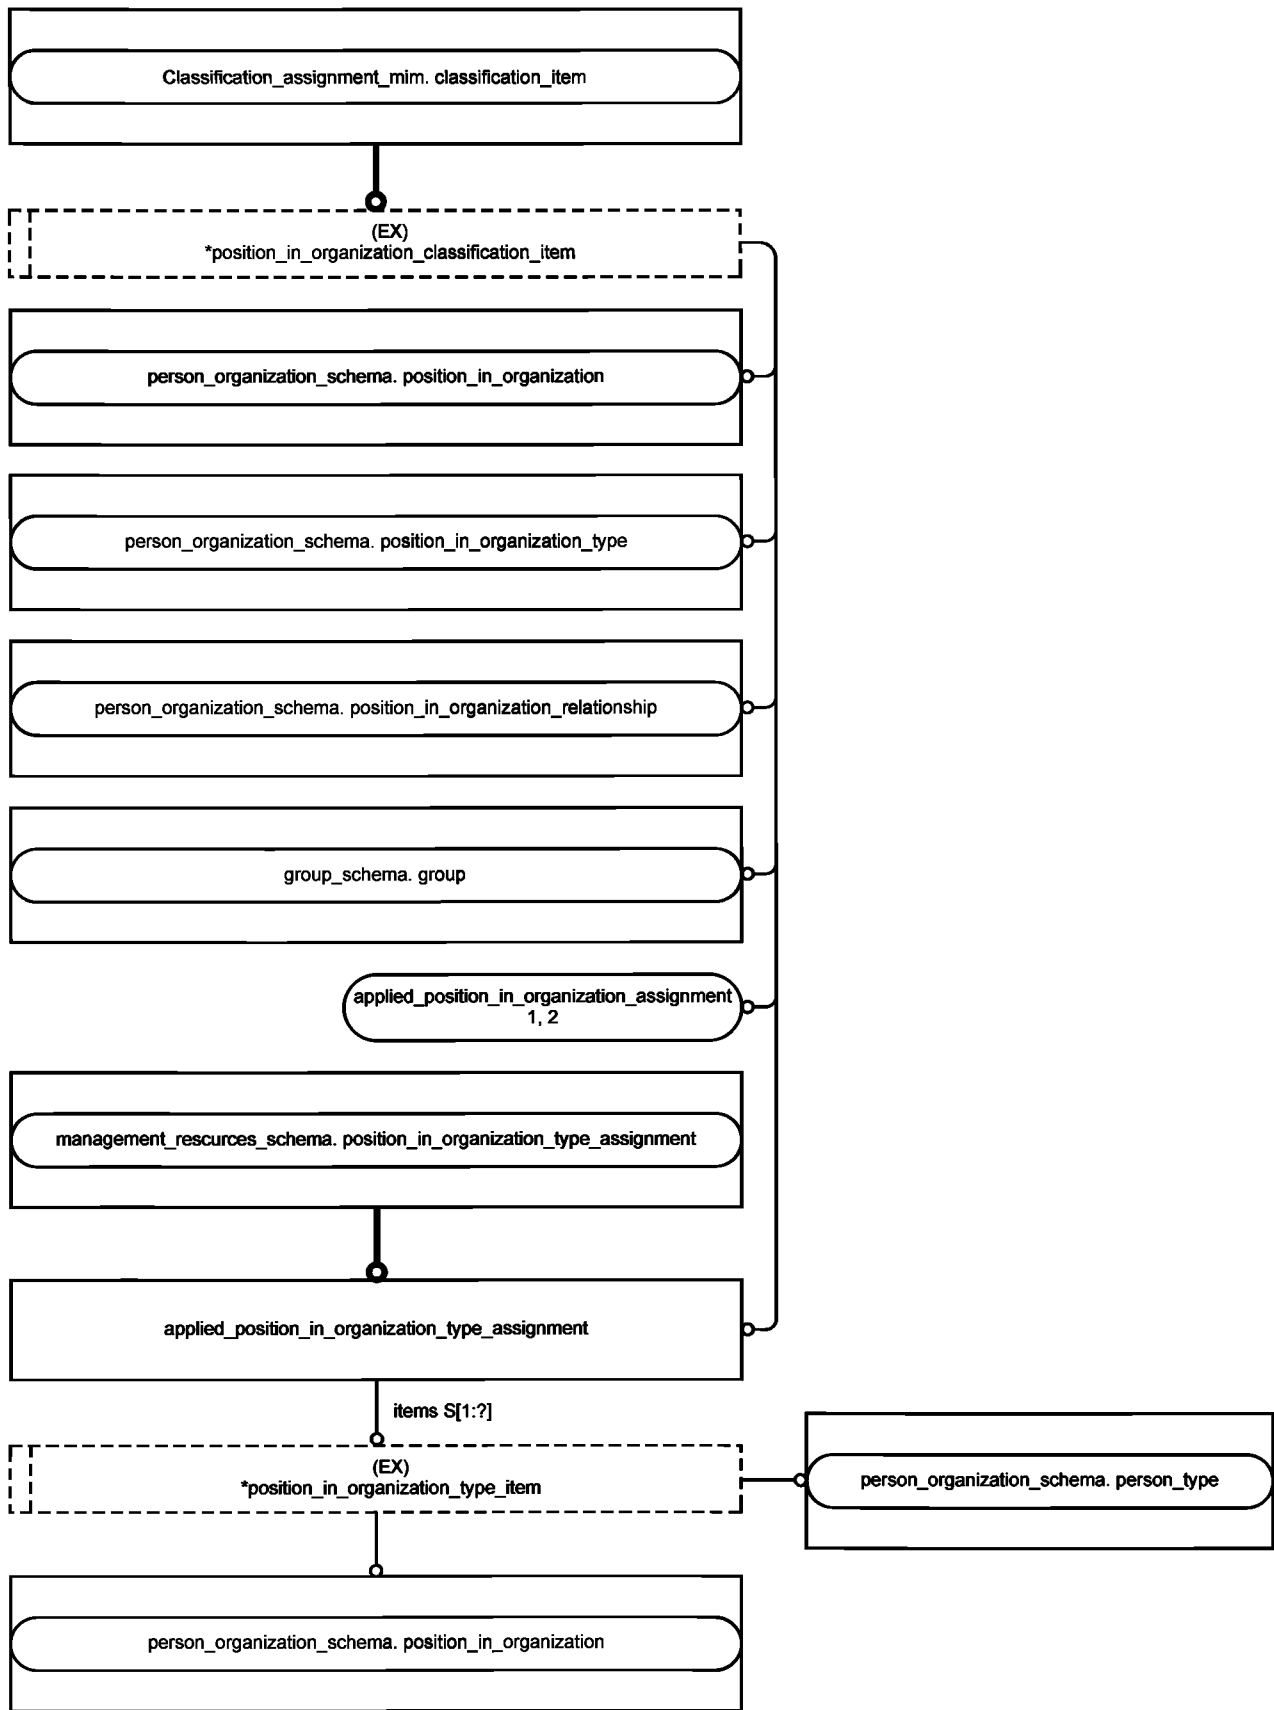 Classification_assignment_mim. classification_item
(EX)
*position_in_organization_classification_item
person_organization_schema. position_in_organization
person_organization_schema. position_in_organization_type
person_organization_schema. position_in_organization_relationship
group_schema. group
applied_position_in_organization_assignment
1, 2
management_rescurces_schema. position_in_organization_type_assignment
applied_position_in_organization_type_assignment
items S[1:?]
(EX)
*position_in_organization_type_item
person_organization_schema. person_type
person_organization_schema. position_in_organization